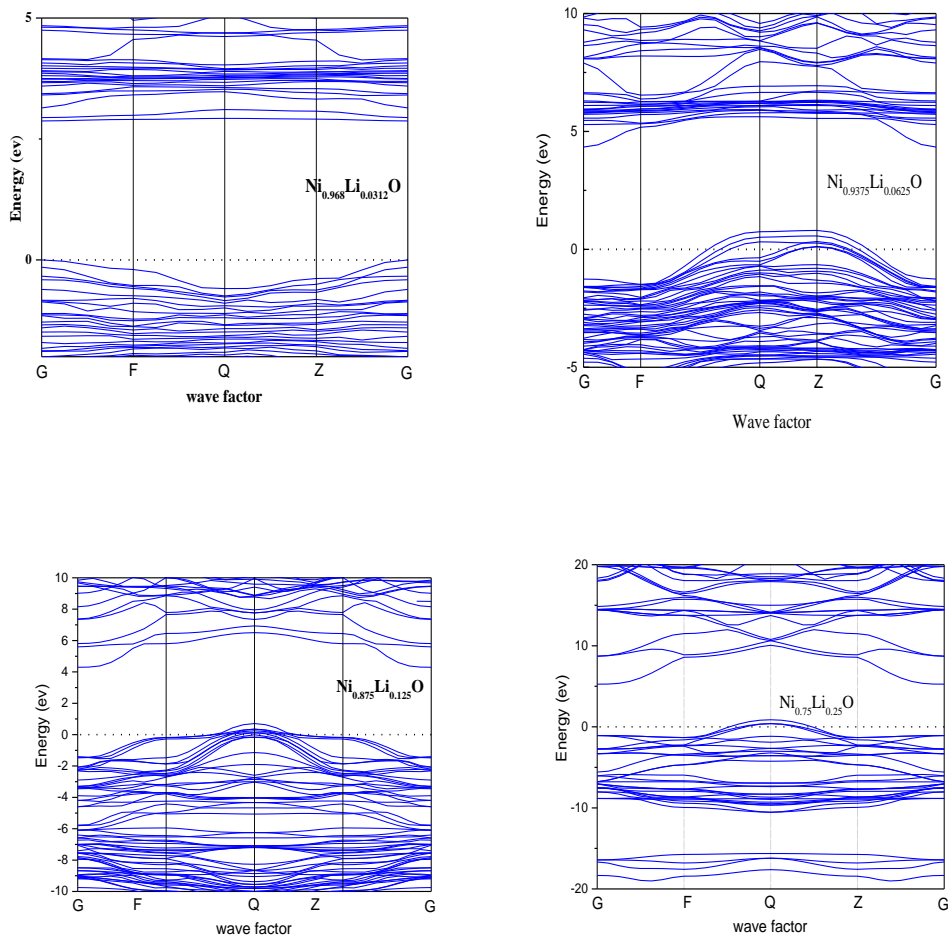 5
0
Energy (ev)
Ni0.968Li0.0312O
G F Q Z G
wave factor
10
5
0
-5
Energy (ev)
Ni0.9375Li0.0625O
G F Q Z G
Wave factor
10
8
6
4
2
0
-2
-4
-6
-8
-10
Energy (ev)
Ni0.875Li0.125O
G F Q Z G
wave factor
20
10
0
-10
-20
Energy (ev)
Ni0.75Li0.25O
G F Q Z G
wave factor